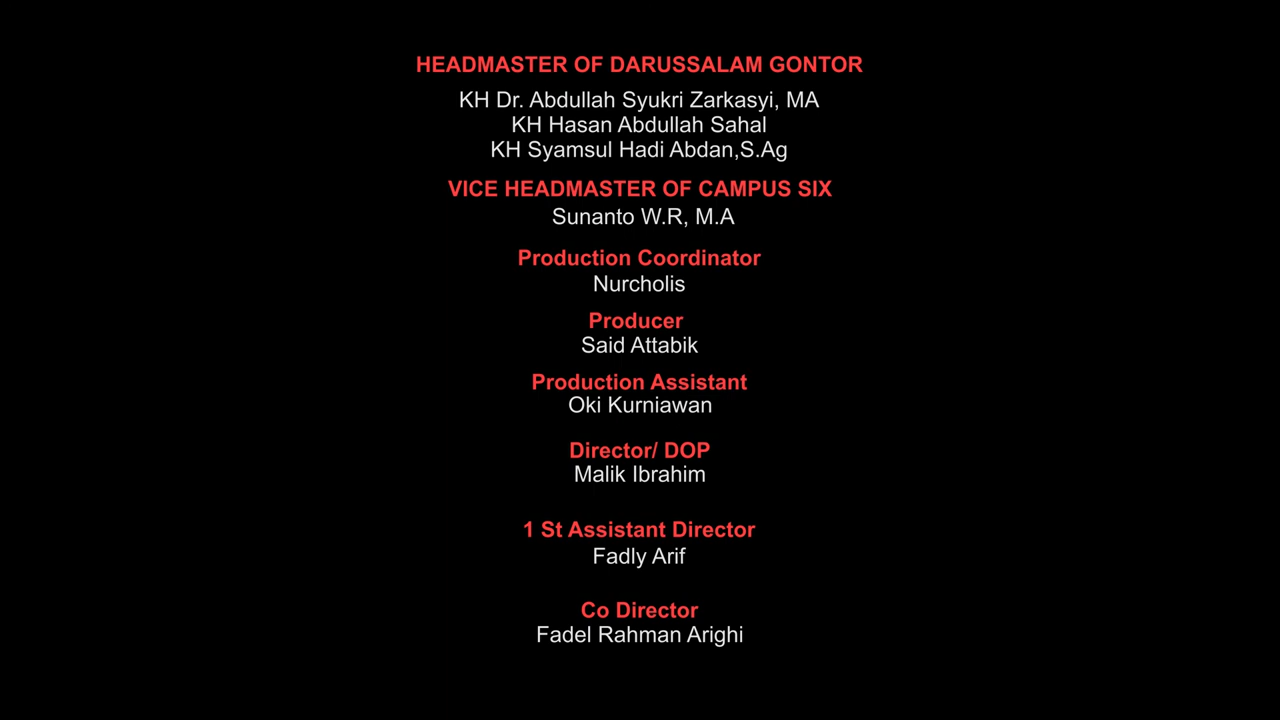 HEADMASTER OF DARUSSALAM GONTOR
KH Dr. Abdullah Syukri Zarkasyi, MA
KH Hasan Abdullah Sahal
KH Syamsul Hadi Abdan,S.Ag
VICE HEADMASTER OF CAMPUS SIX
Sunanto W.R, M.A
Production Coordinator
Nurcholis
Producer
Said Attabik
Production Assistant
Oki Kurniawan
Director/ DOP
Malik Ibrahim
1 St Assistant Director
Fadly Arif
Co Director
Fadel Rahman Arighi